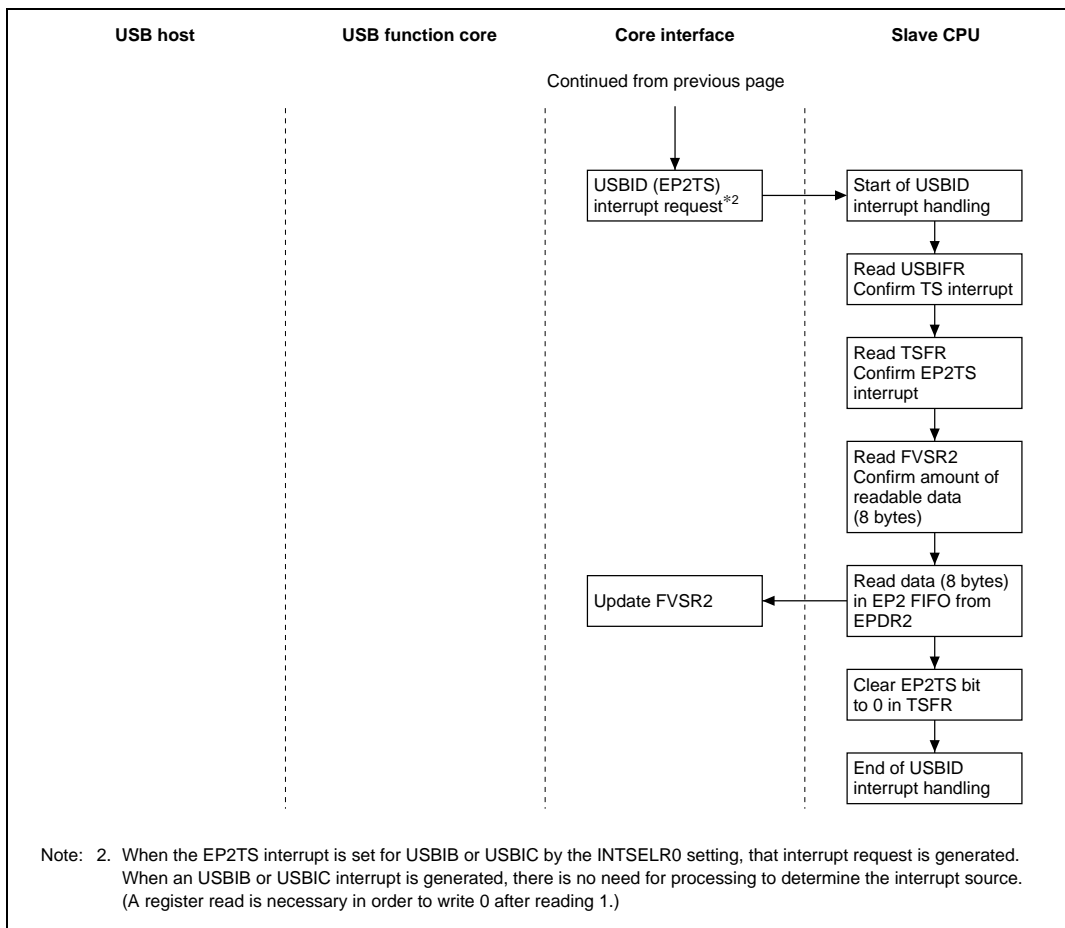 USB host
USB function core
Core interface
Slave CPU
Continued from previous page
USBID (EP2TS)
interrupt request*2
Start of USBID
interrupt handling
Read USBIFR
Confirm TS interrupt
Read TSFR
Confirm EP2TS
interrupt
Read FVSR2
Confirm amount of
readable data
(8 bytes)
Update FVSR2
Read data (8 bytes)
in EP2 FIFO from
EPDR2
Clear EP2TS bit
to 0 in TSFR
End of USBID
interrupt handling
Note: 2. When the EP2TS interrupt is set for USBIB or USBIC by the INTSELR0 setting, that interrupt request is generated.
When an USBIB or USBIC interrupt is generated, there is no need for processing to determine the interrupt source.
(A register read is necessary in order to write 0 after reading 1.)